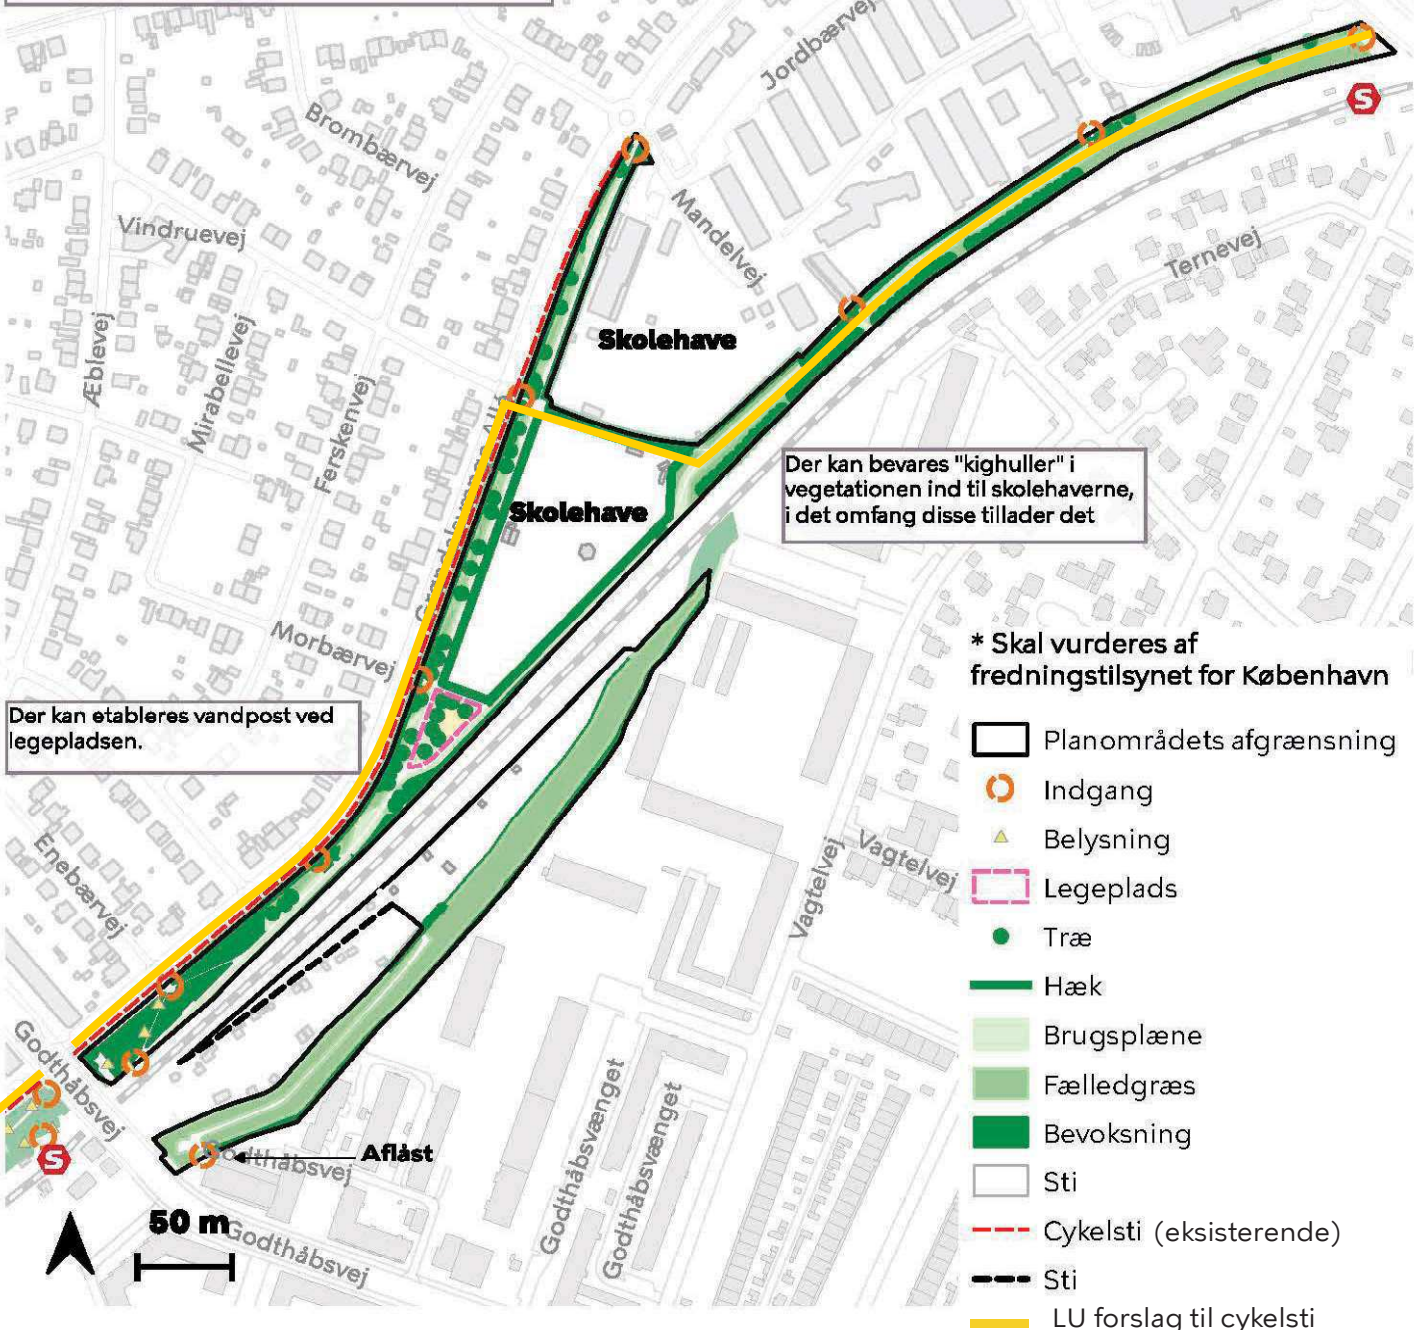 Jordbærvej
Brombærvej
Vindruevej
Mandelvej
Ternevej
Æblevej
Mirabellevej
Ferskenvej
Skolehave
Skolehave
Der kan bevares "kighuller" i
vegetationen ind til skolehaverne,
i det omfang disse tillader det
Morbærvej
Der kan etableres vandpost ved
legepladsen.
Enebærvej
Vagtelvej
Vagtelvej
Godthåbsvej
Godthåbsvænget
Godthåbsvænget
Aflåst
Godthåbsvej
Godthåbsvej
50 m
S
S
* Skal vurderes af
fredningstilsynet for København
Planområdets afgrænsning
Indgang
Belysning
Legeplads
Træ
Hæk
Brugsplæne
Fælledgræs
Bevoksning
Sti
Cykelsti (eksisterende)
Sti
LU forslag til cykelsti